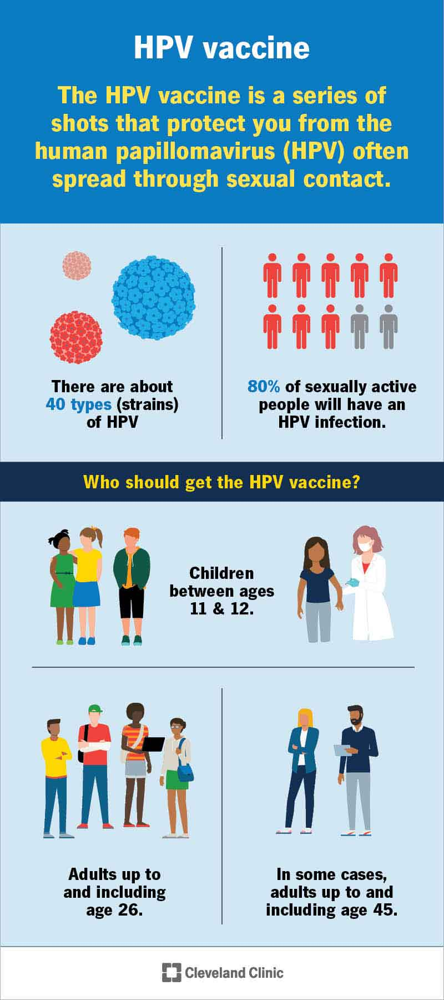 HPV vaccine
The HPV vaccine is a series of
shots that protect you from the
human papillomavirus (HPV) often
spread through sexual contact.
There are about
40 types (strains)
of HPV
80% of sexually active
people will have an
HPV infection.
Who should get the HPV vaccine?
Children
between ages
11 & 12.
Adults up to
and including
age 26.
In some cases,
adults up to and
including age 45.
Cleveland Clinic